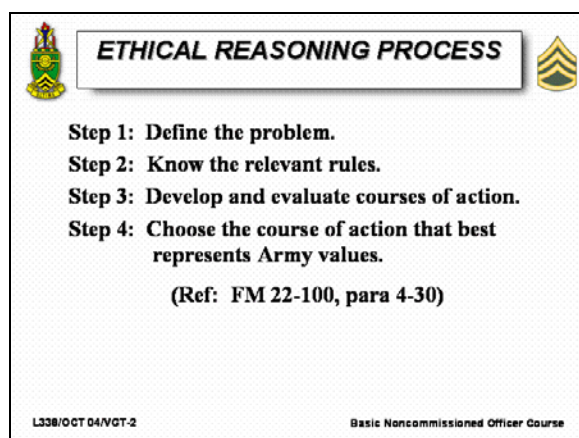 ETHICAL REASONING PROCESS
Step 1: Define the problem.
Step 2: Know the relevant rules.
Step 3: Develop and evaluate courses of action.
Step 4: Choose the course of action that best
represents Army values.
(Ref: FM 22-100, para 4-30)
L338/OCT 04/VGT-2
Basic Noncommissioned Officer Course